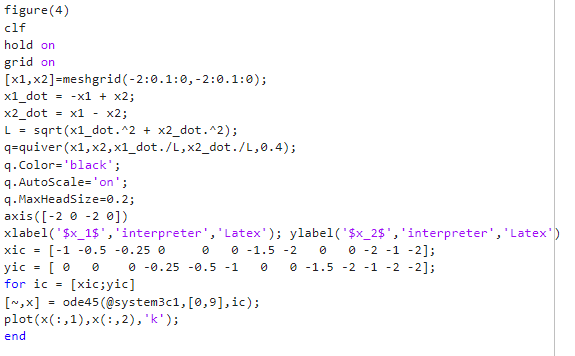 figure(4)
clf
hold on
grid on
[x1,x2]=meshgrid(-2:0.1:0,-2:0.1:0);
x1_dot = -x1 + x2;
x2_dot = x1 - x2;
L = sqrt(x1_dot.^2 + x2_dot.^2);
q=quiver(x1,x2,x1_dot./L,x2_dot./L,0.4);
q.Color='black';
q.AutoScale='on';
q.MaxHeadSize=0.2;
axis([-2 0 -2 0])
xlabel('$x_1$','interpreter','Latex'); ylabel('$x_2$','interpreter','Latex')
xic = [-1 -0.5 -0.25 0     0   0 -1.5 -2   0   0 -2 -1 -2];
yic = [ 0   0    0 -0.25 -0.5 -1   0   0 -1.5 -2 -1 -2 -2];
for ic = [xic;yic]
[~,x] = ode45(@system3c1,[0,9],ic);
plot(x(:,1),x(:,2),'k');
end